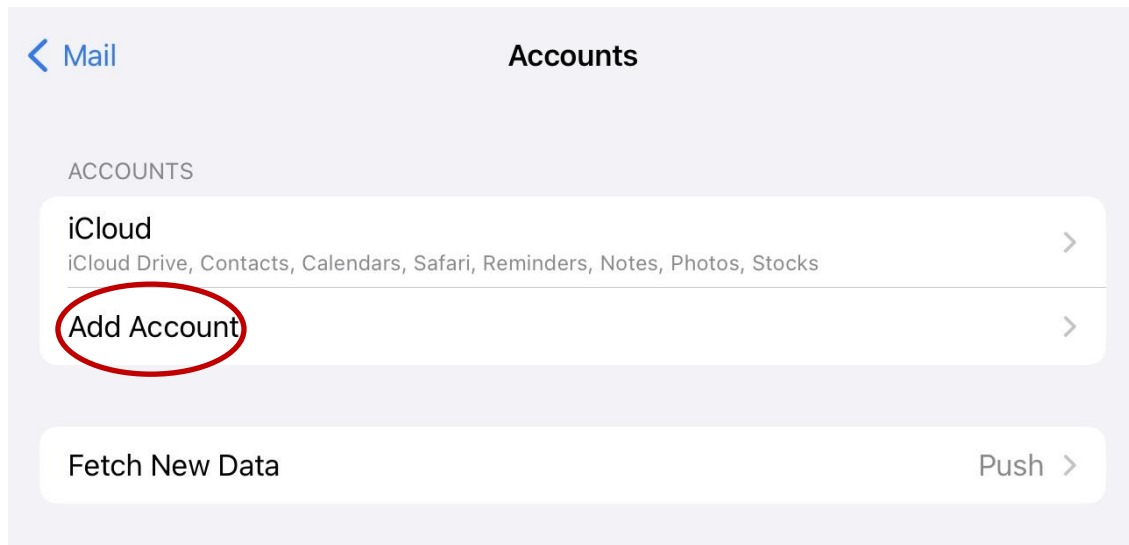 Mail
Accounts
ACCOUNTS
iCloud
iCloud Drive, Contacts, Calendars, Safari, Reminders, Notes, Photos, Stocks
Add Account
Fetch New Data
Push